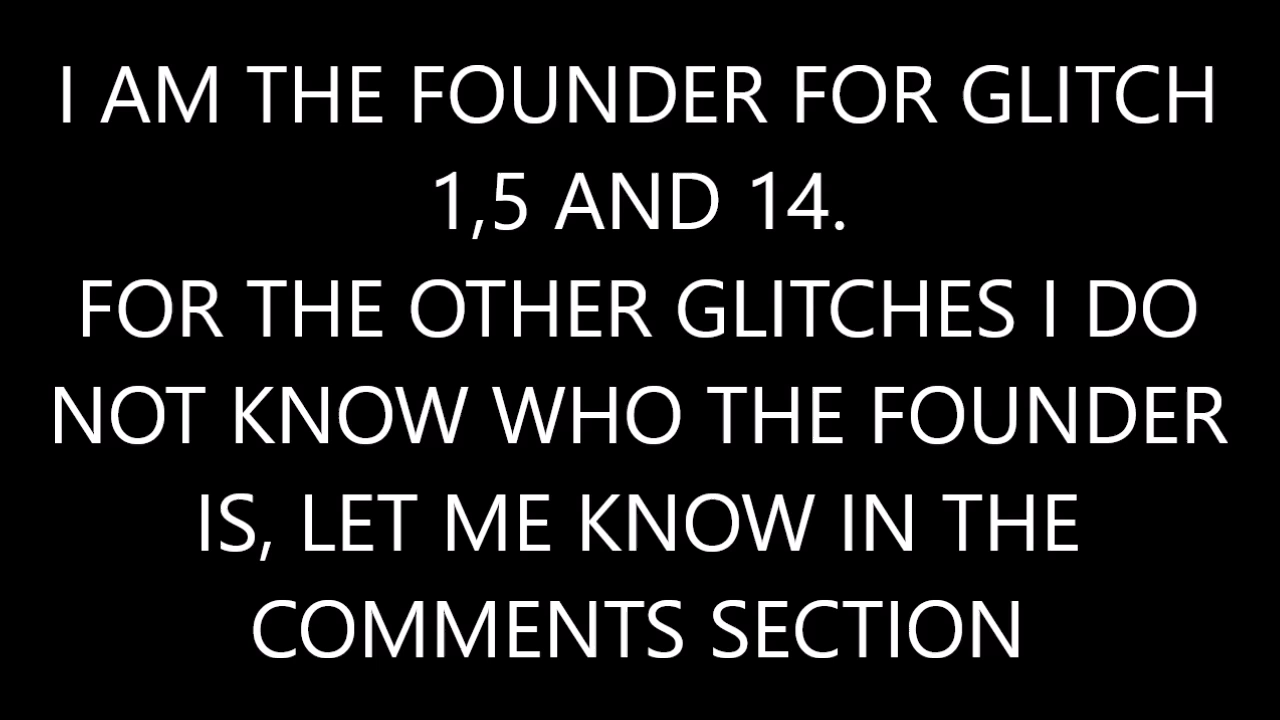 I AM THE FOUNDER FOR GLITCH
1,5 AND 14.
FOR THE OTHER GLITCHES I DO
NOT KNOW WHO THE FOUNDER
IS, LET ME KNOW IN THE
COMMENTS SECTION